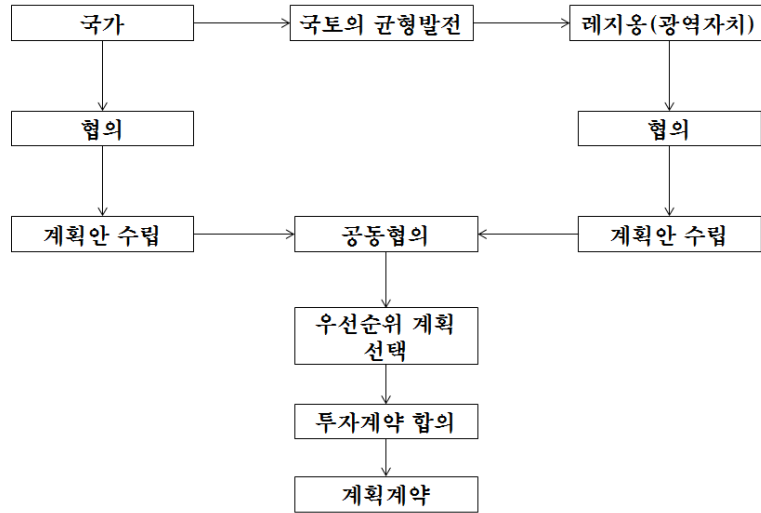 국가
국토의 균형발전
레지옹(광역자치)
협의
협의
계획안 수립
공동협의
계획안 수립
우선순위 계획
선택
투자계약 합의
계획계약